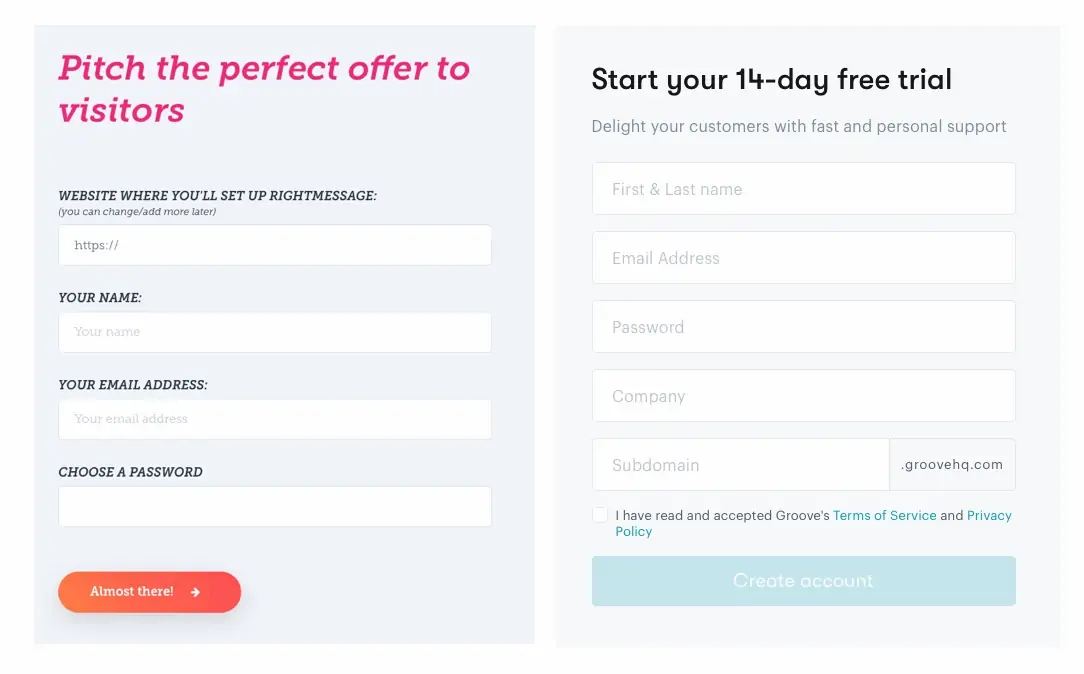 Pitch the perfect offer to
visitors
WEBSITE WHERE YOU'LL SET UP RIGHTMESSAGE:
(you can change/add more later)
https://
YOUR NAME:
Your name
YOUR EMAIL ADDRESS:
Your email address
CHOOSE A PASSWORD
Almost there!
Start your 14-day free trial
Delight your customers with fast and personal support
First & Last name
Email Address
Password
Company
Subdomain
.groovehq.com
I have read and accepted Groove's Terms of Service and Privacy
Policy
Create account